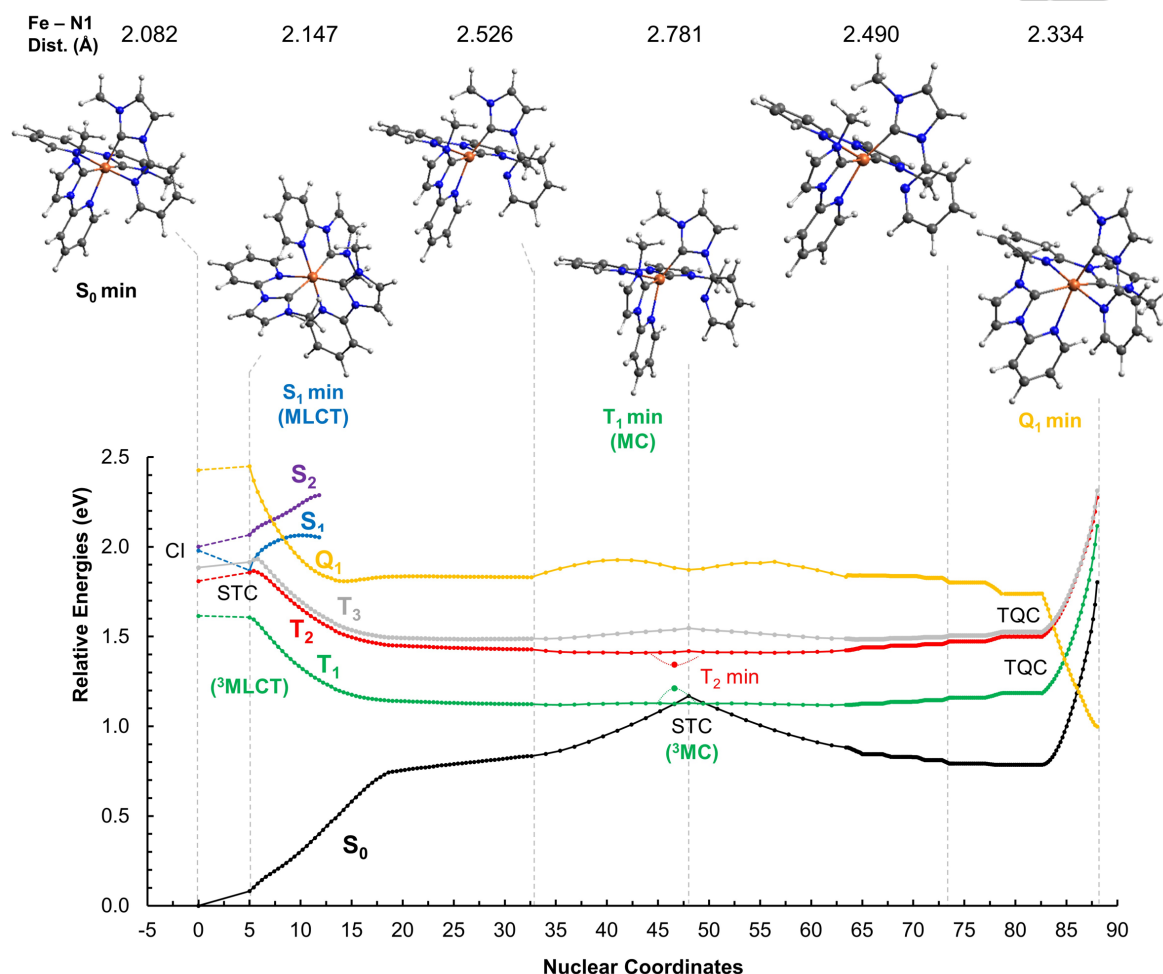 Fe – N1
Dist. (Å) 2.082 2.147 2.526 2.781 2.490 2.334
S₀ min
S₁ min
(MLCT)
T₁ min
(MC)
Q₁ min
Relative Energies (eV)
2.5
2.0
1.5
1.0
0.5
0.0
CI
STC
S₂
S₁
Q₁
T₃
T₂
T₁
(³MLCT)
S₀
T₂ min
STC
(³MC)
TQC
TQC
-5 0 5 10 15 20 25 30 35 40 45 50 55 60 65 70 75 80 85 90
Nuclear Coordinates